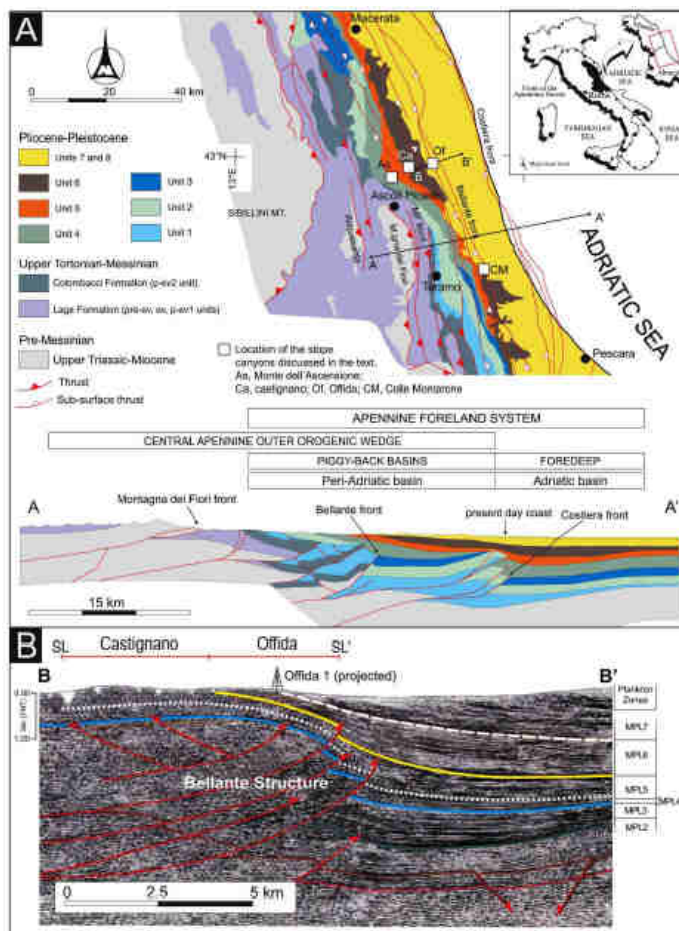 A
Macerata
0 20 40 km
Pliocene-Pleistocene
Units 7 and 8
Unit 6
Unit 5
Unit 4
Unit 3
Unit 2
Unit 1
Upper Tortonian-Messinian
Colombacci Formation (p-ev2 unit)
Laga Formation (pre-ev, ev, p-ev1 units)
Pre-Messinian
Upper Triassic-Miocene
Thrust
Sub-surface thrust
43°N
13°E
SIBILLINI MT.
Costiera front
Bellante front
As
Of
B
B'
A
A'
Teramo
CM
ADRIATIC SEA
Pescara
ADRIATIC
SEA
TYRRHENIAN
SEA
Location of the slope
canyons discussed in the text.
As, Monte dell'Ascensione;
Ca, castignano; Of, Offida; CM, Colle Montarone
APENNINE FORELAND SYSTEM
CENTRAL APENNINE OUTER OROGENIC WEDGE
PIGGY-BACK BASINS
FOREDEEP
Peri-Adriatic basin
Adriatic basin
A
A'
Montagna dei Fiori front
Bellante front
present day coast
Costiera front
15 km
B
SL Castignano Offida SL'
B
B'
Offida 1 (projected)
Plankton
Zones
0.00
MPL7
MPL6
MPL5
MPL4
MPL3
MPL2
Bellante Structure
0 2.5 5 km